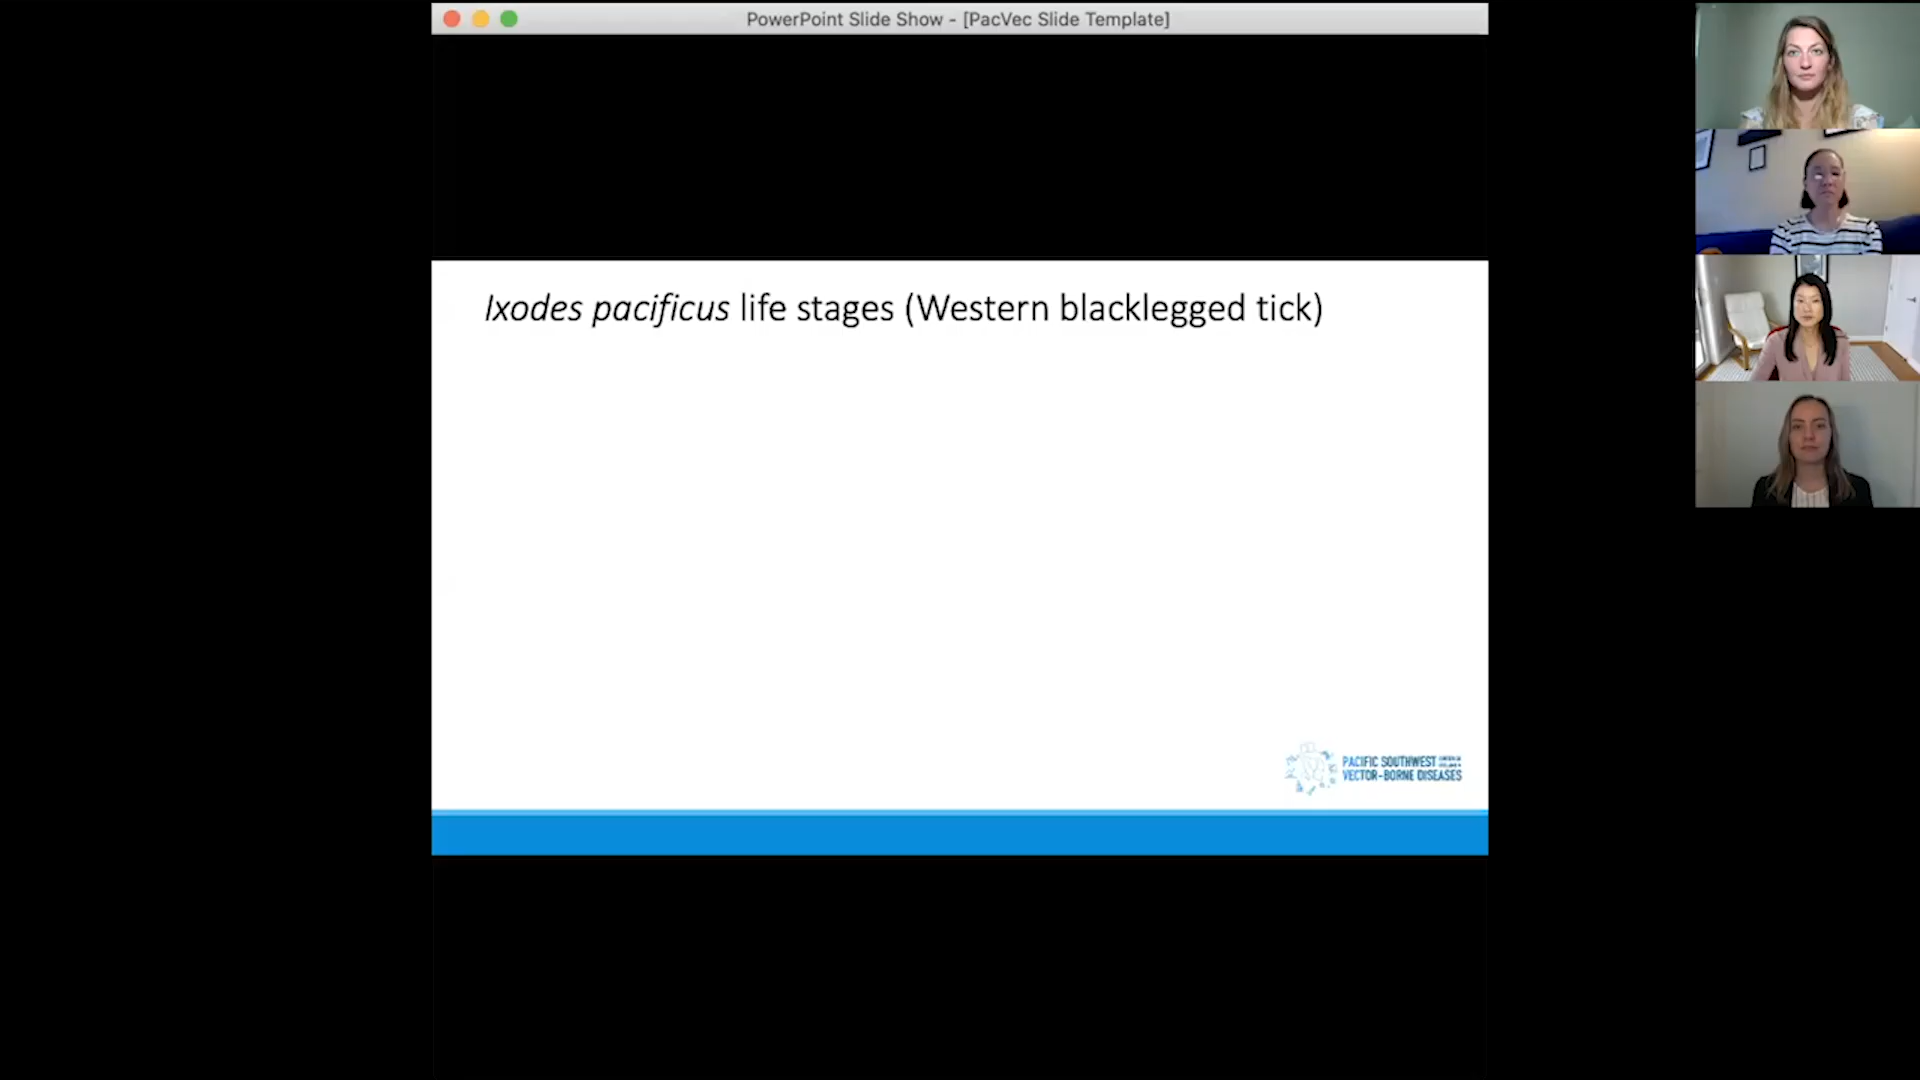 PowerPoint Slide Show - [PacVec Slide Template]
Ixodes pacificus life stages (Western blacklegged tick)
PACIFIC SOUTHWEST
VECTOR-BORNE DISEASES